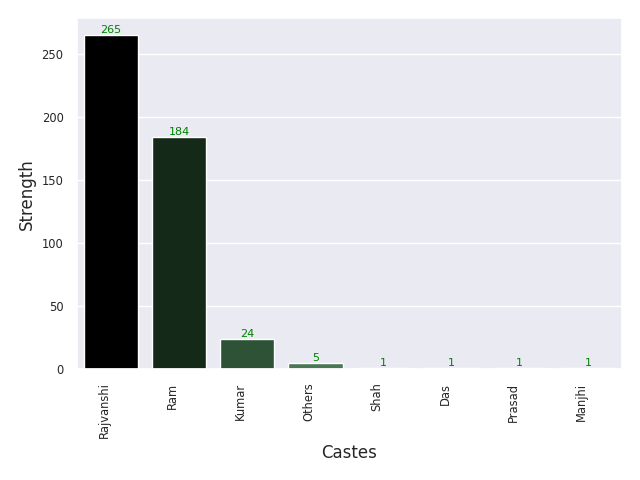 265
250
200
184
150
100
50
24
5
1
1
1
1
0
Strength
Rajvanshi
Ram
Kumar
Others
Shah
Das
Prasad
Manjhi
Castes